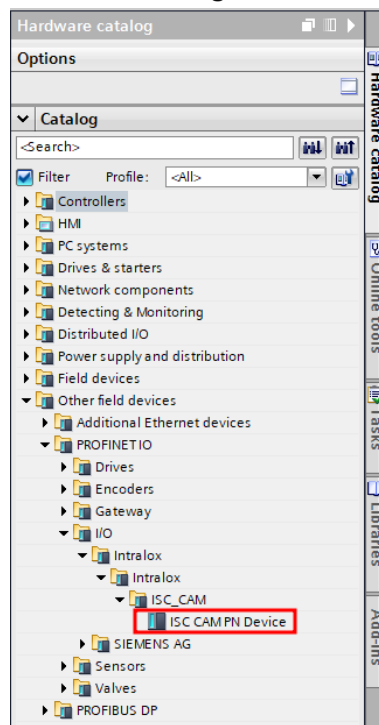 Hardware catalog
Options
Catalog
<Search>
Filter Profile: <All>
Controllers
HMI
PC systems
Drives & starters
Network components
Detecting & Monitoring
Distributed I/O
Power supply and distribution
Field devices
Other field devices
Additional Ethernet devices
PROFINET IO
Drives
Encoders
Gateway
I/O
Intralox
Intralox
ISC_CAM
ISC CAM PN Device
SIEMENS AG
Sensors
Valves
PROFIBUS DP
Hardware catalog
Online tools
Tasks
Libraries
Add-ins